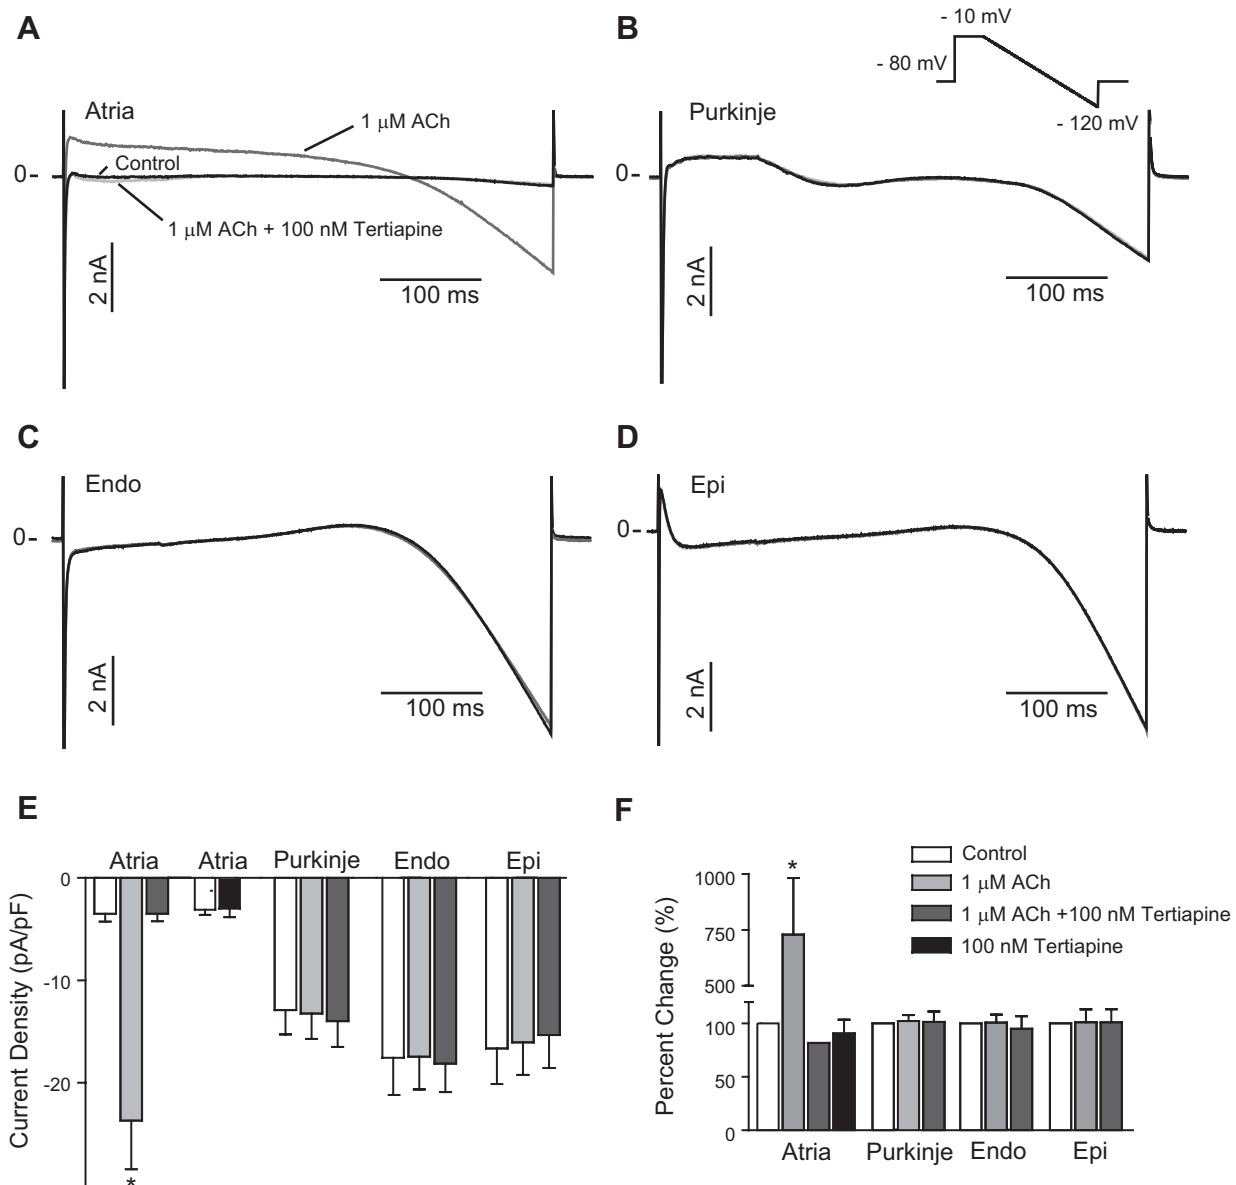 A
Atria
1 μM ACh
Control
0-
1 μM ACh + 100 nM Tertiapine
2 nA
100 ms
B
- 10 mV
- 80 mV
- 120 mV
Purkinje
0-
2 nA
100 ms
C
Endo
0-
2 nA
100 ms
D
Epi
0-
2 nA
100 ms
E
Atria Atria Purkinje Endo Epi
0
-10
-20
Current Density (pA/pF)
*
F
Control
1 μM ACh
1 μM ACh +100 nM Tertiapine
100 nM Tertiapine
*
1000
750
500
100
50
0
Percent Change (%)
Atria Purkinje Endo Epi